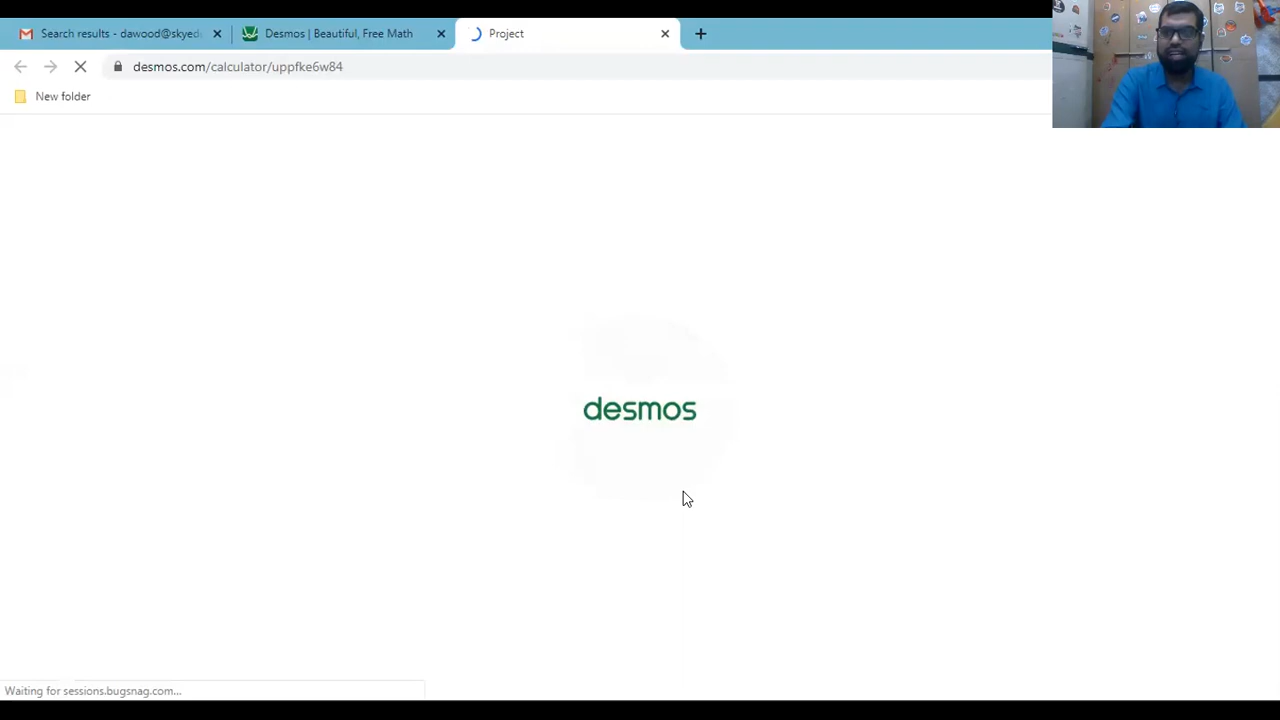 Search results - dawood@skyed
Desmos | Beautiful, Free Math
Project
desmos.com/calculator/uppfke6w84
New folder
desmos
Waiting for sessions.bugsnag.com...